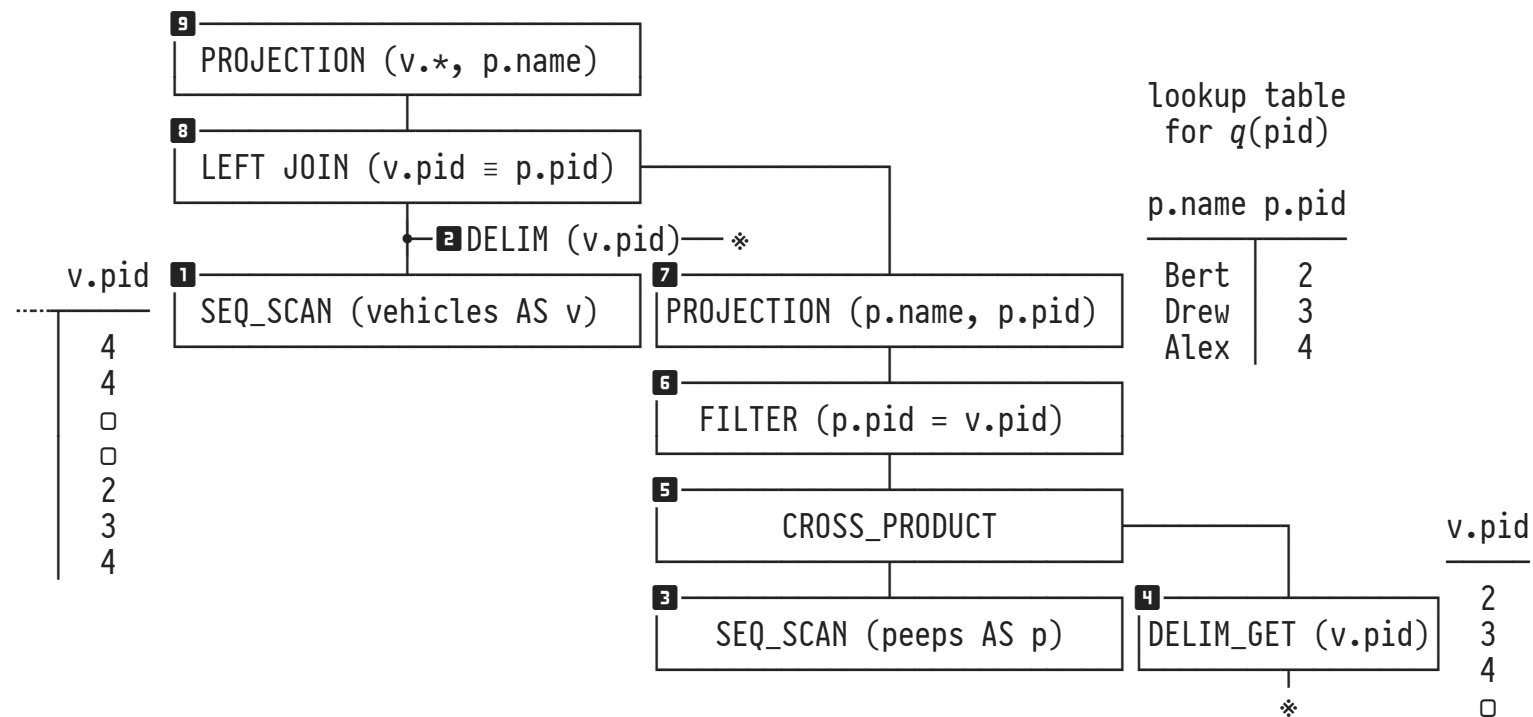 9
PROJECTION (v.*, p.name)
lookup table
for q(pid)
8
LEFT JOIN (v.pid ≡ p.pid)
p.name p.pid
2 DELIM (v.pid) ※
v.pid
1
SEQ_SCAN (vehicles AS v)
7
PROJECTION (p.name, p.pid)
Bert 2
Drew 3
Alex 4
4
4
▢
▢
2
3
4
6
FILTER (p.pid = v.pid)
5
CROSS_PRODUCT
v.pid
3
SEQ_SCAN (peeps AS p)
4
DELIM_GET (v.pid)
※
2
3
4
▢